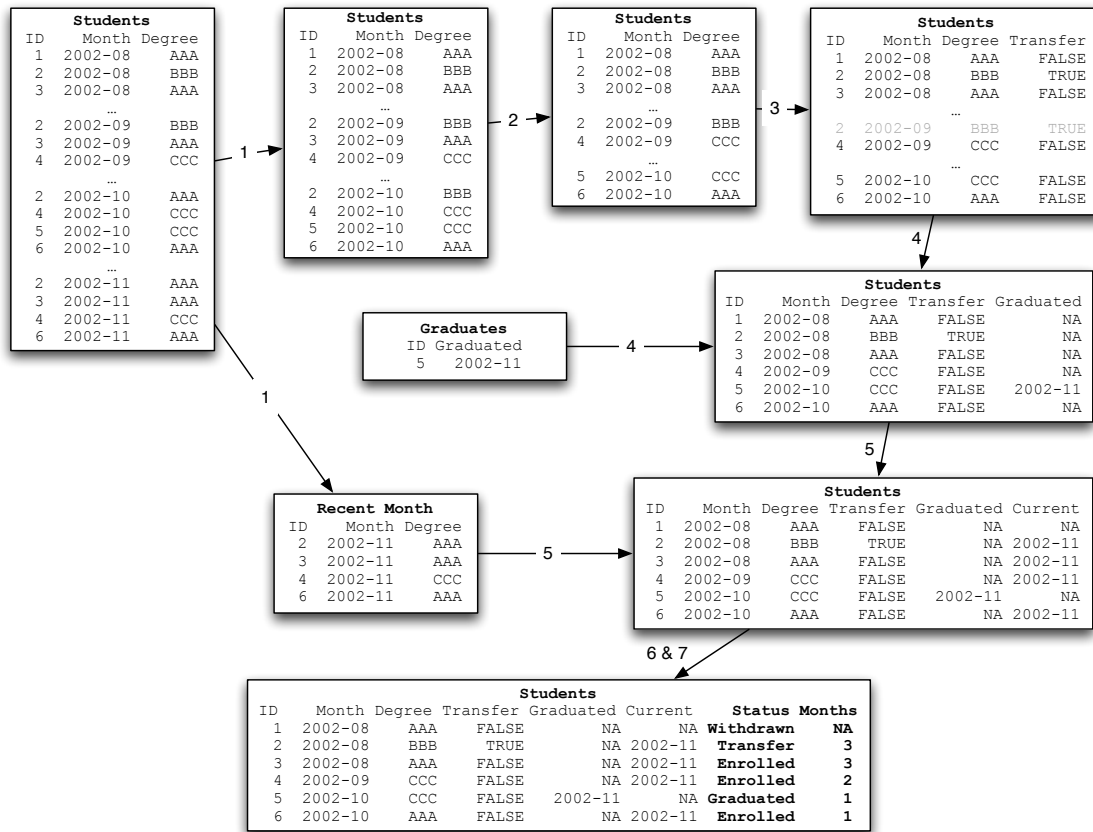 Students
ID Month Degree
1 2002-08 AAA
2 2002-08 BBB
3 2002-08 AAA
...
2 2002-09 BBB
3 2002-09 AAA
4 2002-09 CCC
...
2 2002-10 AAA
4 2002-10 CCC
5 2002-10 CCC
6 2002-10 AAA
...
2 2002-11 AAA
3 2002-11 AAA
4 2002-11 CCC
6 2002-11 AAA
1
Students
ID Month Degree
1 2002-08 AAA
2 2002-08 BBB
3 2002-08 AAA
...
2 2002-09 BBB
3 2002-09 AAA
4 2002-09 CCC
...
2 2002-10 BBB
4 2002-10 CCC
5 2002-10 CCC
6 2002-10 AAA
2
Students
ID Month Degree
1 2002-08 AAA
2 2002-08 BBB
3 2002-08 AAA
...
2 2002-09 BBB
4 2002-09 CCC
...
5 2002-10 CCC
6 2002-10 AAA
3
Students
ID Month Degree Transfer
1 2002-08 AAA FALSE
2 2002-08 BBB TRUE
3 2002-08 AAA FALSE
...
2 2002-09 BBB TRUE
4 2002-09 CCC FALSE
...
5 2002-10 CCC FALSE
6 2002-10 AAA FALSE
4
Graduates
ID Graduated
5 2002-11
4
Students
ID Month Degree Transfer Graduated
1 2002-08 AAA FALSE NA
2 2002-08 BBB TRUE NA
3 2002-08 AAA FALSE NA
4 2002-09 CCC FALSE NA
5 2002-10 CCC FALSE 2002-11
6 2002-10 AAA FALSE NA
1
5
Recent Month
ID Month Degree
2 2002-11 AAA
3 2002-11 AAA
4 2002-11 CCC
6 2002-11 AAA
5
Students
ID Month Degree Transfer Graduated Current
1 2002-08 AAA FALSE NA NA
2 2002-08 BBB TRUE NA 2002-11
3 2002-08 AAA FALSE NA 2002-11
4 2002-09 CCC FALSE NA 2002-11
5 2002-10 CCC FALSE 2002-11 NA
6 2002-10 AAA FALSE NA 2002-11
6 & 7
Students
ID Month Degree Transfer Graduated Current Status Months
1 2002-08 AAA FALSE NA NA Withdrawn NA
2 2002-08 BBB TRUE NA 2002-11 Transfer 3
3 2002-08 AAA FALSE NA 2002-11 Enrolled 3
4 2002-09 CCC FALSE NA 2002-11 Enrolled 2
5 2002-10 CCC FALSE 2002-11 NA Graduated 1
6 2002-10 AAA FALSE NA 2002-11 Enrolled 1